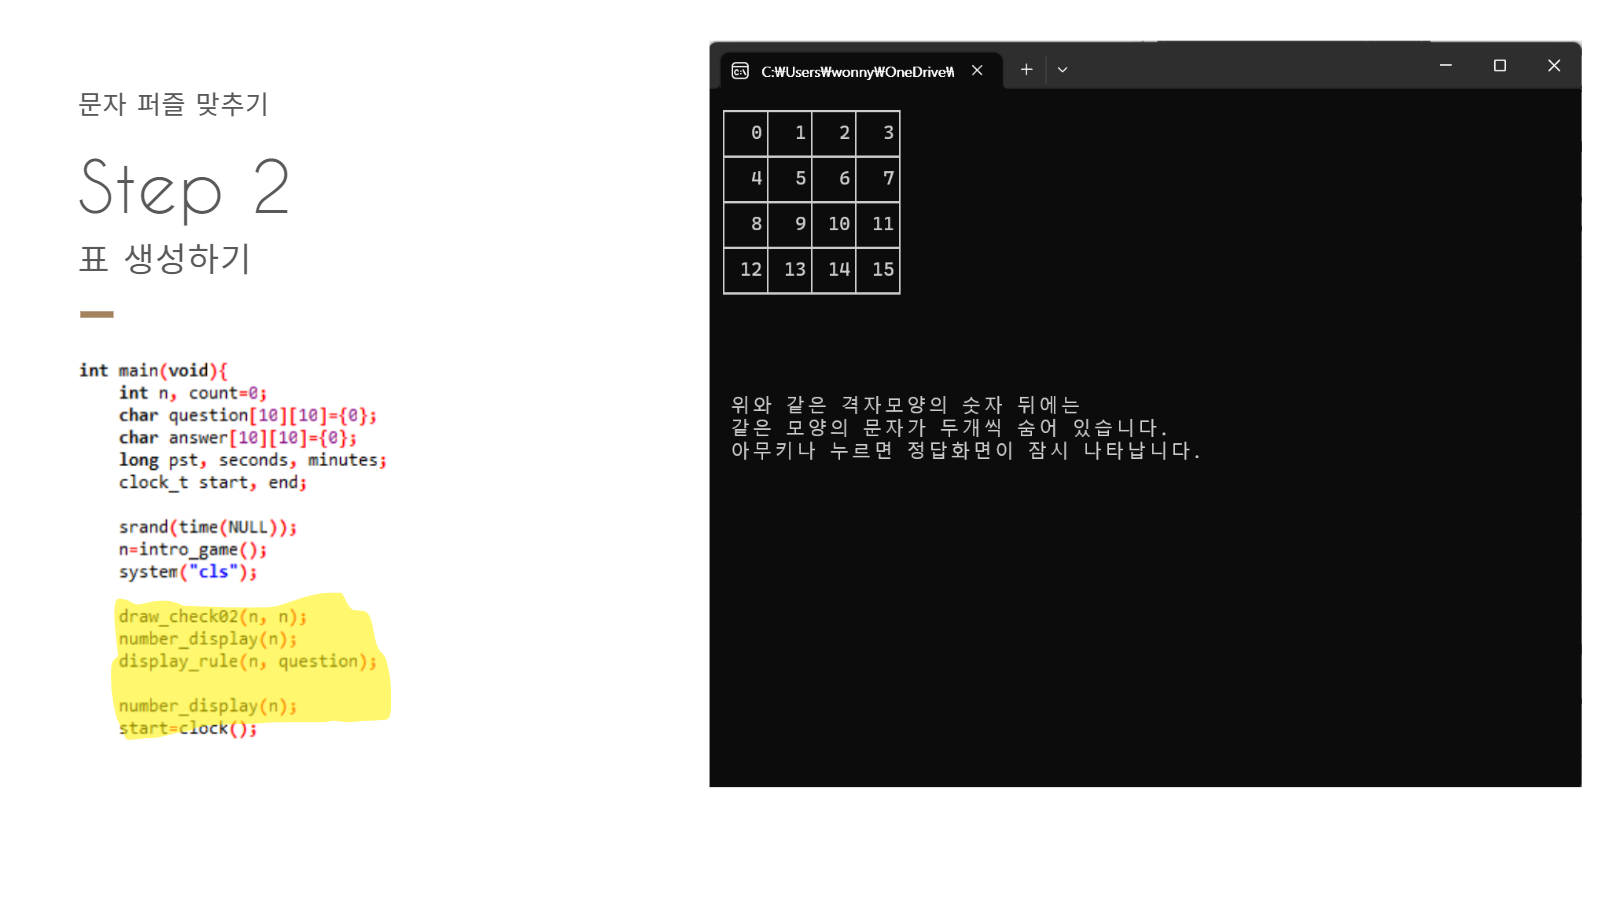 문자 퍼즐 맞추기
Step 2
표 생성하기
int main(void){
int n, count=0;
char question[10][10]={0};
char answer[10][10]={0};
long pst, seconds, minutes;
clock_t start, end;
srand(time(NULL));
n=intro_game();
system("cls");
draw_check02(n, n);
number_display(n);
display_rule(n, question);
number_display(n);
start=clock();
C:₩Users₩wonny₩OneDrive₩
0 1 2 3
4 5 6 7
8 9 10 11
12 13 14 15
위와 같은 격자모양의 숫자 뒤에는
같은 모양의 문자가 두개씩 숨어 있습니다.
아무키나 누르면 정답화면이 잠시 나타납니다.